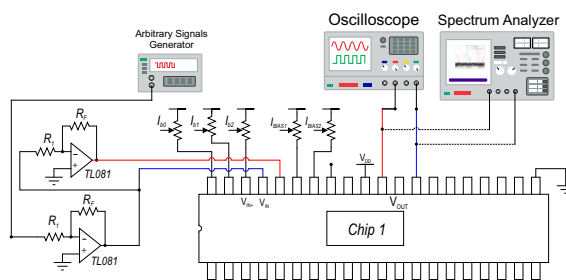 Oscilloscope
Spectrum Analyzer
Arbitrary Signals
Generator
I_b0
I_b1
I_b2
I_BIAS1
I_BIAS2
R_F
R_1
TL081
V_DD
V_IN+
V_IN
V_OUT
R_F
R_1
TL081
Chip 1